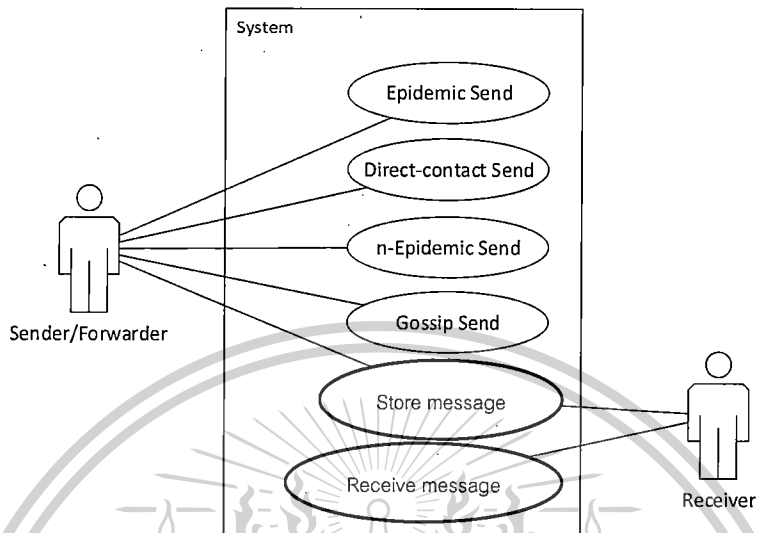 System
Epidemic Send
Direct-contact Send
n-Epidemic Send
Gossip Send
Sender/Forwarder
Store message
Receive message
Receiver